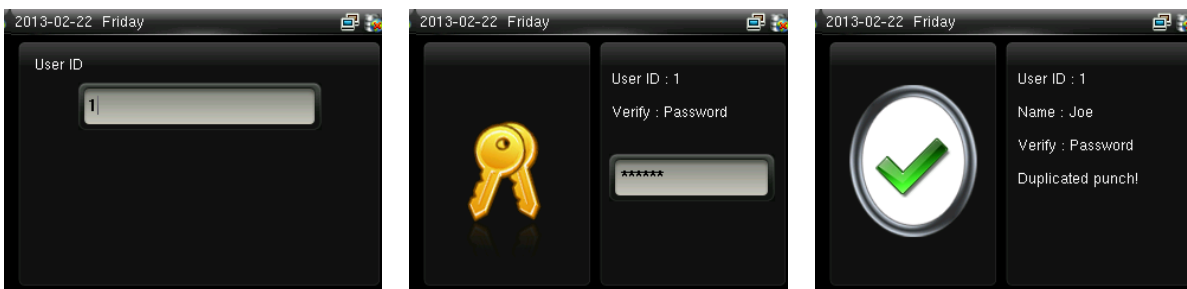 2013-02-22 Friday
User ID
1
2013-02-22 Friday
User ID : 1
Verify : Password
******
2013-02-22 Friday
User ID : 1
Name : Joe
Verify : Password
Duplicated punch!